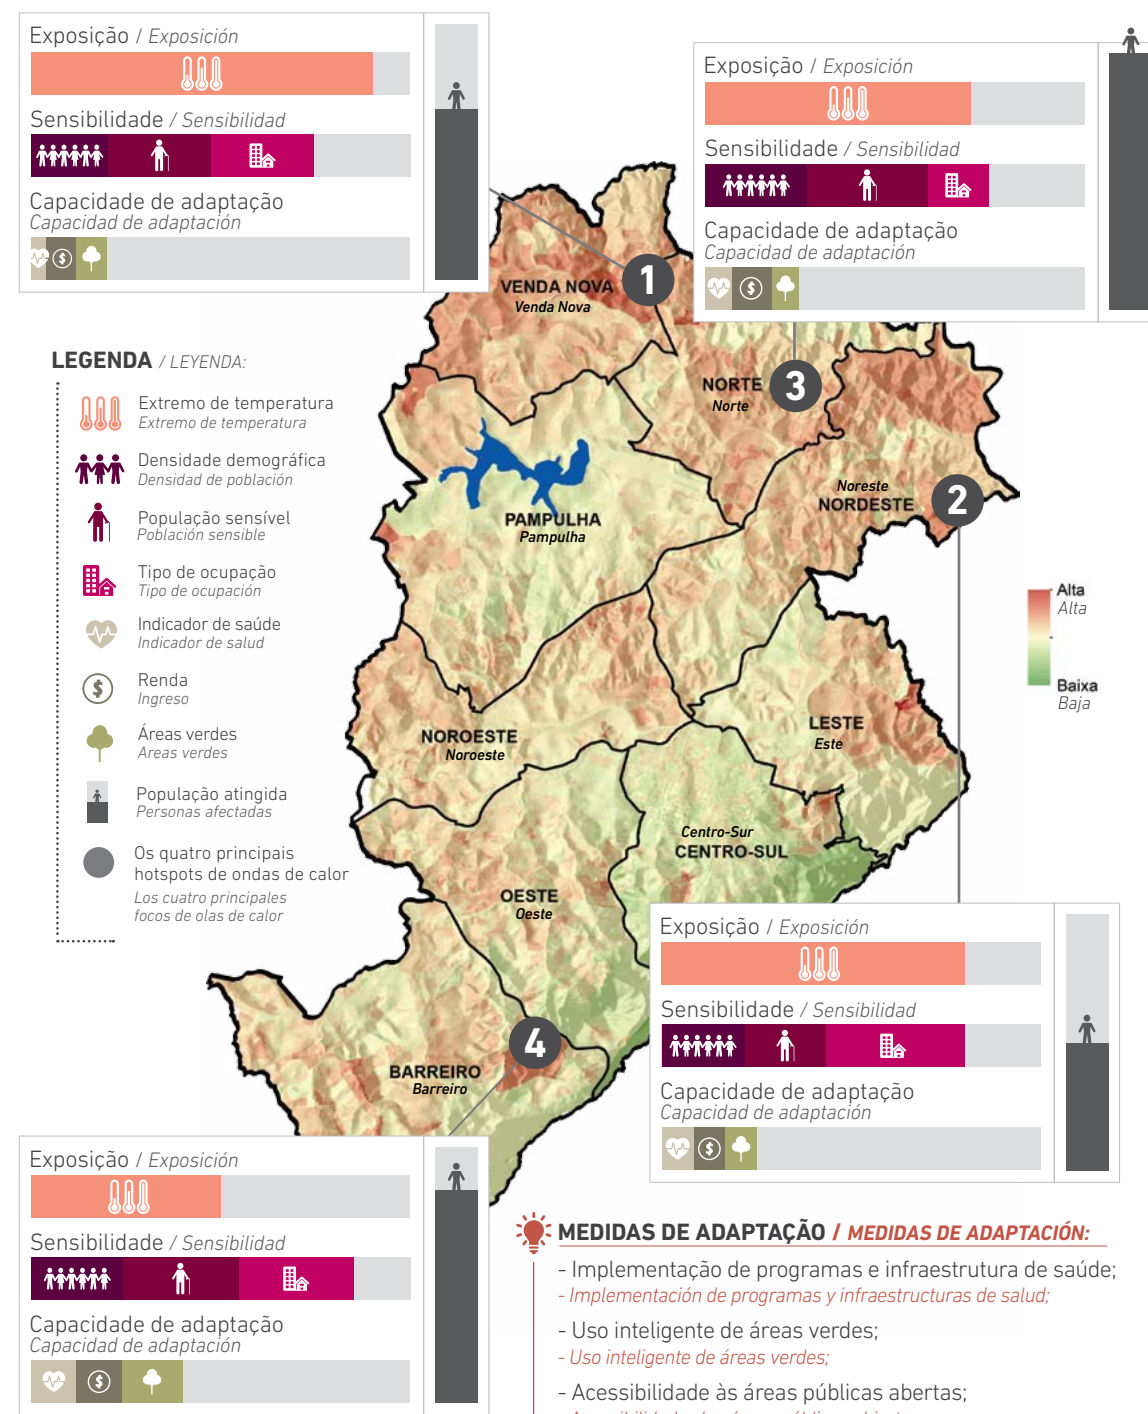 Exposição / Exposición
Sensibilidade / Sensibilidad
Capacidade de adaptação
Capacidad de adaptación
Exposição / Exposición
Sensibilidade / Sensibilidad
Capacidade de adaptação
Capacidad de adaptación
LEGENDA / LEYENDA:
Extremo de temperatura
Extremo de temperatura
Densidade demográfica
Densidad de población
População sensível
Población sensible
Tipo de ocupação
Tipo de ocupación
Indicador de saúde
Indicador de salud
$
Renda
Ingreso
Áreas verdes
Areas verdes
População atingida
Personas afectadas
Os quatro principais
hotspots de ondas de calor
Los cuatro principales
focos de olas de calor
VENDA NOVA
Venda Nova
1
NORTE
Norte
3
Noreste
NORDESTE
2
PAMPULHA
Pampulha
NOROESTE
Noroeste
LESTE
Este
Centro-Sur
CENTRO-SUL
OESTE
Oeste
BARREIRO
Barreiro
4
Alta
Alta
Baixa
Baja
Exposição / Exposición
Sensibilidade / Sensibilidad
Capacidade de adaptação
Capacidad de adaptación
Exposição / Exposición
Sensibilidade / Sensibilidad
Capacidade de adaptação
Capacidad de adaptación
MEDIDAS DE ADAPTAÇÃO / MEDIDAS DE ADAPTACIÓN:
- Implementação de programas e infraestrutura de saúde;
- Implementación de programas y infraestructuras de salud;
- Uso inteligente de áreas verdes;
- Uso inteligente de áreas verdes;
- Acessibilidade às áreas públicas abertas;